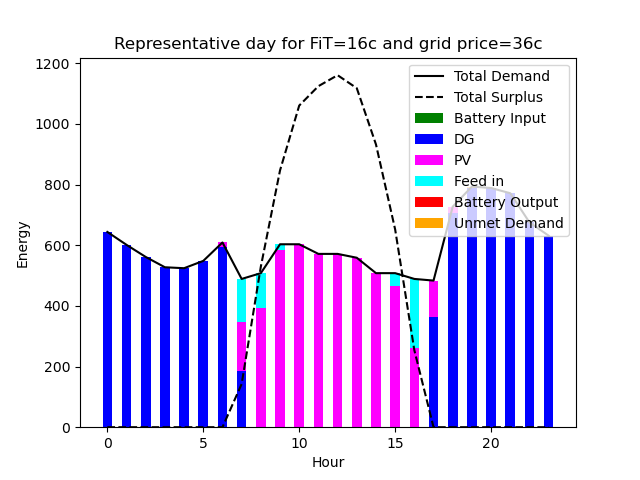 Representative day for FiT=16c and grid price=36c
1200
1000
800
600
400
200
0
Energy
0
5
10
15
20
Hour
Total Demand
Total Surplus
Battery Input
DG
PV
Feed in
Battery Output
Unmet Demand